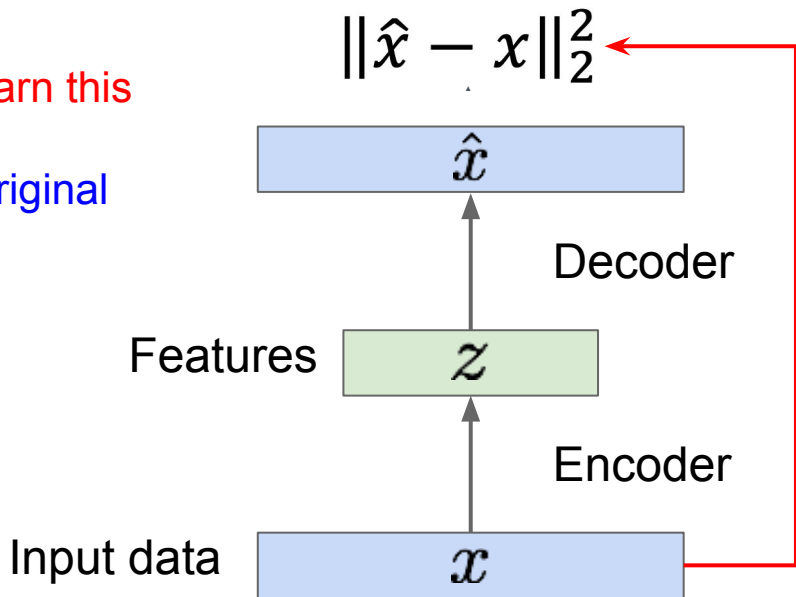 ‖x̂ − x‖₂²
arn this
x̂
riginal
Decoder
Features
z
Encoder
Input data
x